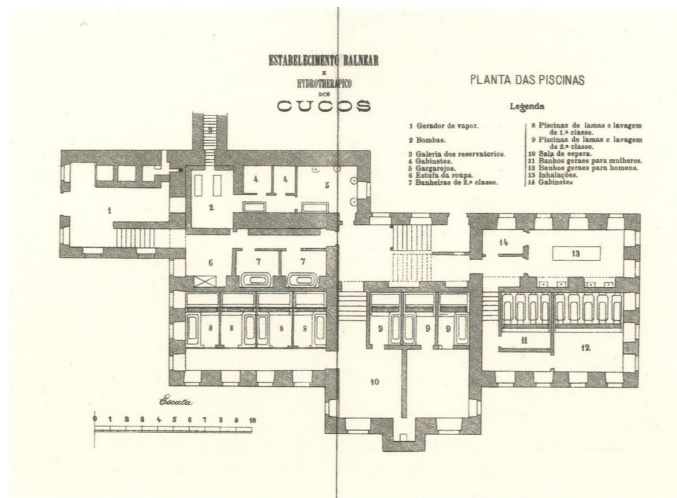 ESTABELECIMENTO BALNEAR
E
HYDROTHERAPICO
DOS
CUCOS
PLANTA DAS PISCINAS
Legenda
1 Gerador de vapor.
2 Bombas.
3 Galeria dos reservatorios.
4 Gabinetes.
5 Gargarejos.
6 Estufa da roupa.
7 Banheiras de 2.ª classe.
8 Piscinas de lamas e lavagem
de 1.ª classe.
9 Piscinas de lamas e lavagem
de 2.ª classe.
10 Sala de espera.
11 Banhos geraes para mulheres.
12 Banhos geraes para homens.
13 Inhalações.
14 Gabinetes
3
4 4 5
1 2
14 13
6 7 7
8 8 8 8 9 9 9
11 12
10
Escala
0 1 2 3 4 5 6 7 8 9 10